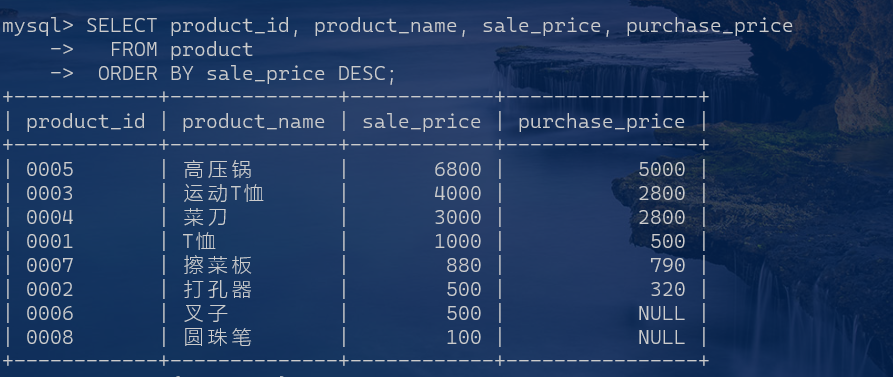 mysql> SELECT product_id, product_name, sale_price, purchase_price
    ->   FROM product
    ->  ORDER BY sale_price DESC;
+------------+--------------+------------+----------------+
| product_id | product_name | sale_price | purchase_price |
+------------+--------------+------------+----------------+
| 0005       | 高压锅       |       6800 |           5000 |
| 0003       | 运动T恤      |       4000 |           2800 |
| 0004       | 菜刀         |       3000 |           2800 |
| 0001       | T恤          |       1000 |            500 |
| 0007       | 擦菜板       |        880 |            790 |
| 0002       | 打孔器       |        500 |            320 |
| 0006       | 叉子         |        500 |           NULL |
| 0008       | 圆珠笔       |        100 |           NULL |
+------------+--------------+------------+----------------+